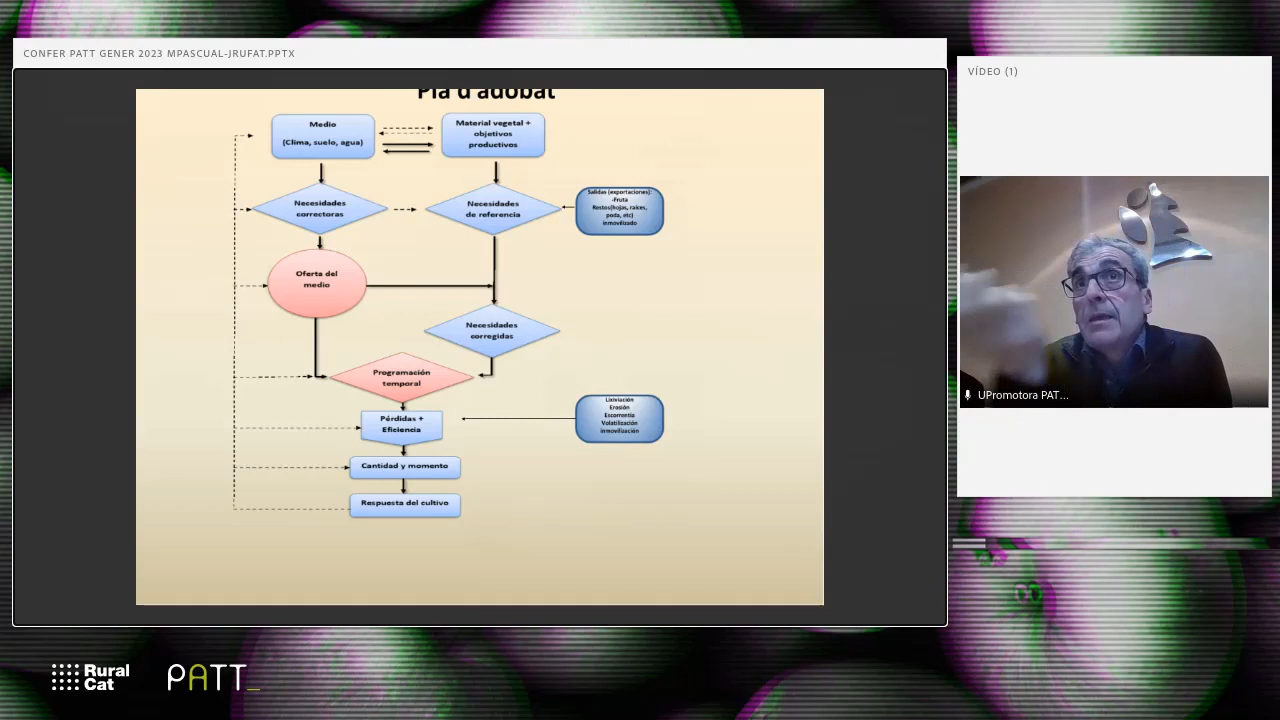 CONFER PATT GENER 2023 MPASCUAL-JRUFAT.PPTX
VÍDEO (1)
Pla d'adobat
Medio
(Clima, suelo, agua)
Material vegetal +
objetivos
productivos
Necesidades
correctoras
Necesidades
de referencia
Salidas (exportaciones):
-Fruta
Restos(hojas, raices,
poda, etc)
inmovilizado
Oferta del
medio
Necesidades
corregidas
Programación
temporal
Pérdidas +
Eficiencia
Lixiviación
Erosión
Escorrentía
Volatilización
inmovilización
Cantidad y momento
Respuesta del cultivo
UPromotora PAT...
Rural
Cat
PATT_